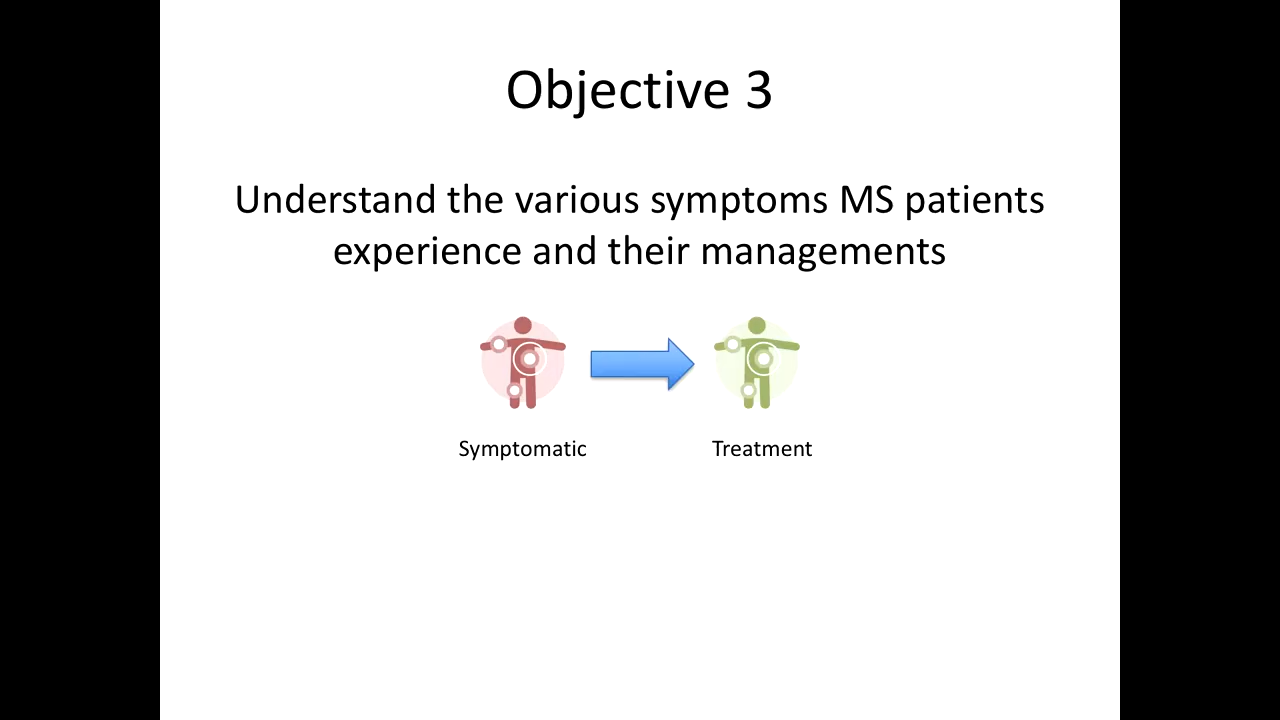 Objective 3
Understand the various symptoms MS patients
experience and their managements
Symptomatic
Treatment